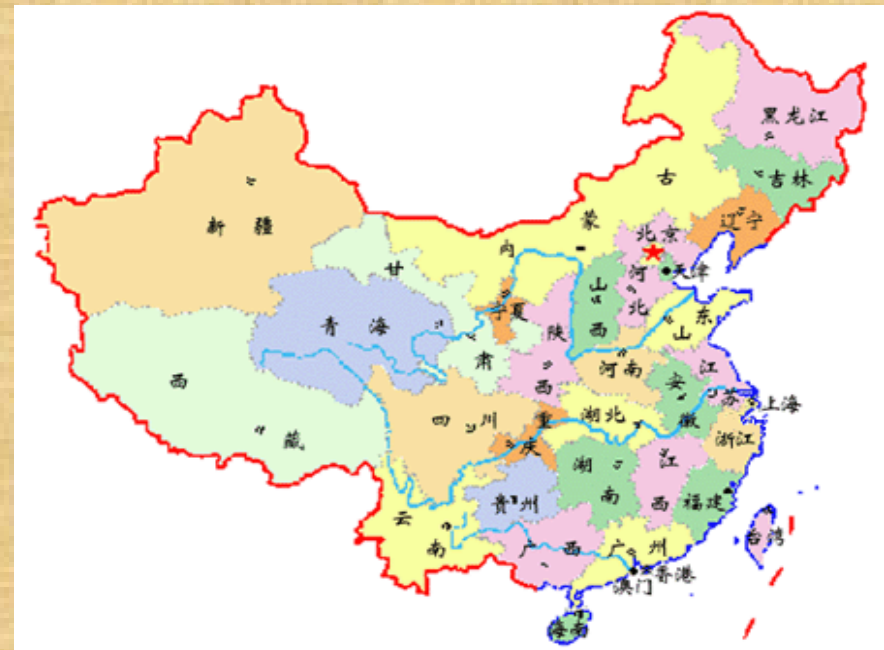 黑龙江
吉林
辽宁
内蒙古
北京
天津
河北
新疆
甘肃
宁夏
山西
陕西
山东
青海
河南
江苏
安徽
上海
西藏
四川
重庆
湖北
浙江
湖南
江西
福建
贵州
云南
广西
广州
台湾
香港
澳门
海南